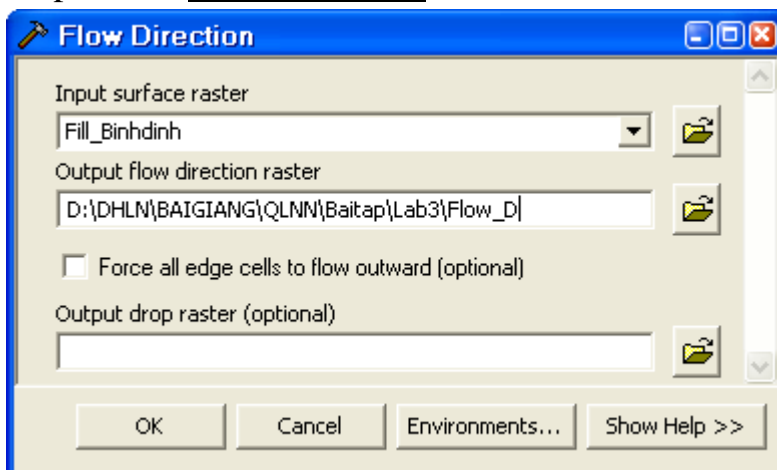 Flow Direction
Input surface raster
Fill_Binhdinh
Output flow direction raster
D:\DHLN\BAIGIANG\QLNN\Baitap\Lab3\Flow_D
Force all edge cells to flow outward (optional)
Output drop raster (optional)
OK Cancel Environments... Show Help >>